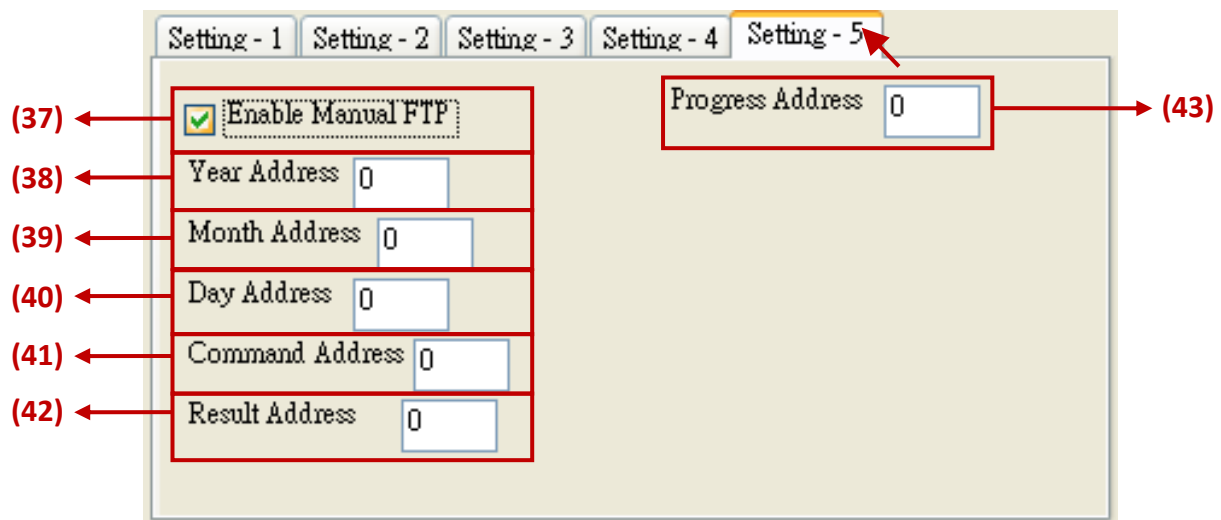 Setting - 1 Setting - 2 Setting - 3 Setting - 4 Setting - 5
(37) Enable Manual FTP Progress Address 0 (43)
(38) Year Address 0
(39) Month Address 0
(40) Day Address 0
(41) Command Address 0
(42) Result Address 0